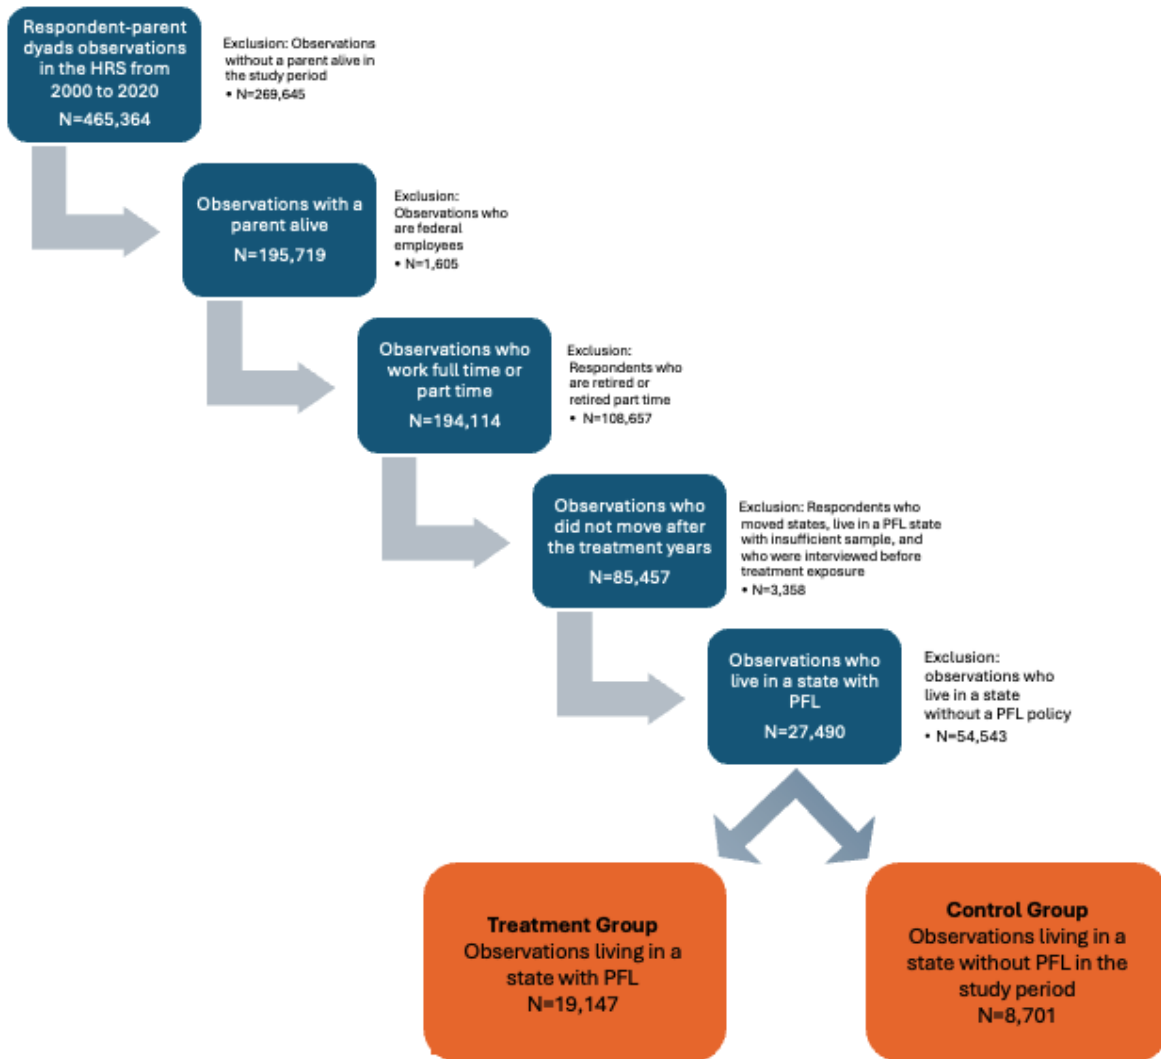 Respondent-parent
dyads observations
in the HRS from
2000 to 2020
N=465,364
Exclusion: Observations
without a parent alive in
the study period
• N=269,645
Observations with a
parent alive
N=195,719
Exclusion:
Observations who
are federal
employees
• N=1,605
Observations who
work full time or
part time
N=194,114
Exclusion:
Respondents who
are retired or
retired part time
• N=108,657
Observations who
did not move after
the treatment years
N=85,457
Exclusion: Respondents who
moved states, live in a PFL state
with insufficient sample, and
who were interviewed before
treatment exposure
• N=3,358
Observations who
live in a state with
PFL
N=27,490
Exclusion:
observations who
live in a state
without a PFL policy
• N=54,543
Treatment Group
Observations living in a
state with PFL
N=19,147
Control Group
Observations living in a
state without PFL in the
study period
N=8,701